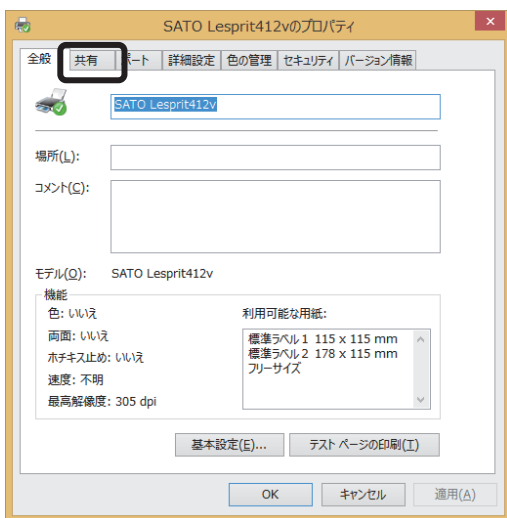 SATO Lesprit412vのプロパティ
×
全般 共有 ポート 詳細設定 色の管理 セキュリティ バージョン情報
SATO Lesprit412v
場所(L):
コメント(C):
モデル(O): SATO Lesprit412v
機能
色: いいえ
両面: いいえ
ホチキス止め: いいえ
速度: 不明
最高解像度: 305 dpi
利用可能な用紙:
標準ラベル1 115 x 115 mm
標準ラベル2 178 x 115 mm
フリーサイズ
基本設定(E)... テスト ページの印刷(T)
OK キャンセル 適用(A)